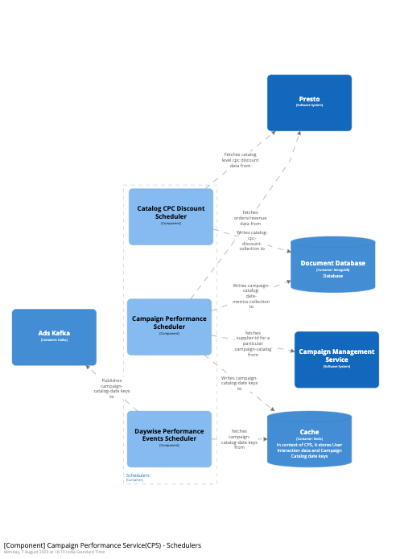 Presto
[Software System]
Fetches catalog
level cpc discount
data from
Catalog CPC Discount
Scheduler
[Component]
Fetches
orders/revenue
data from
Writes catalog-
cpc-
discount-
collection to
Document Database
[Container: MongoDB]
Database
Writes campaign-
catalog-
date-
metrics collection
to
Campaign Performance
Scheduler
[Component]
Ads Kafka
[Container: Kafka]
fetches
supplier-id for a
particular
campaign-catalog
from
Campaign Management
Service
[Software System]
Publishes
campaign-
catalog-date keys
to
Writes campaign-
catalog-date keys
to
Daywise Performance
Events Scheduler
[Component]
fetches
campaign-
catalog-date keys
from
Cache
[Container: Redis]
In context of CPS, it stores User
Interaction data and Campaign
Catalog date keys
Schedulers
[Container]
[Component] Campaign Performance Service(CPS) - Schedulers
Monday, 7 August 2023 at
India Standard Time